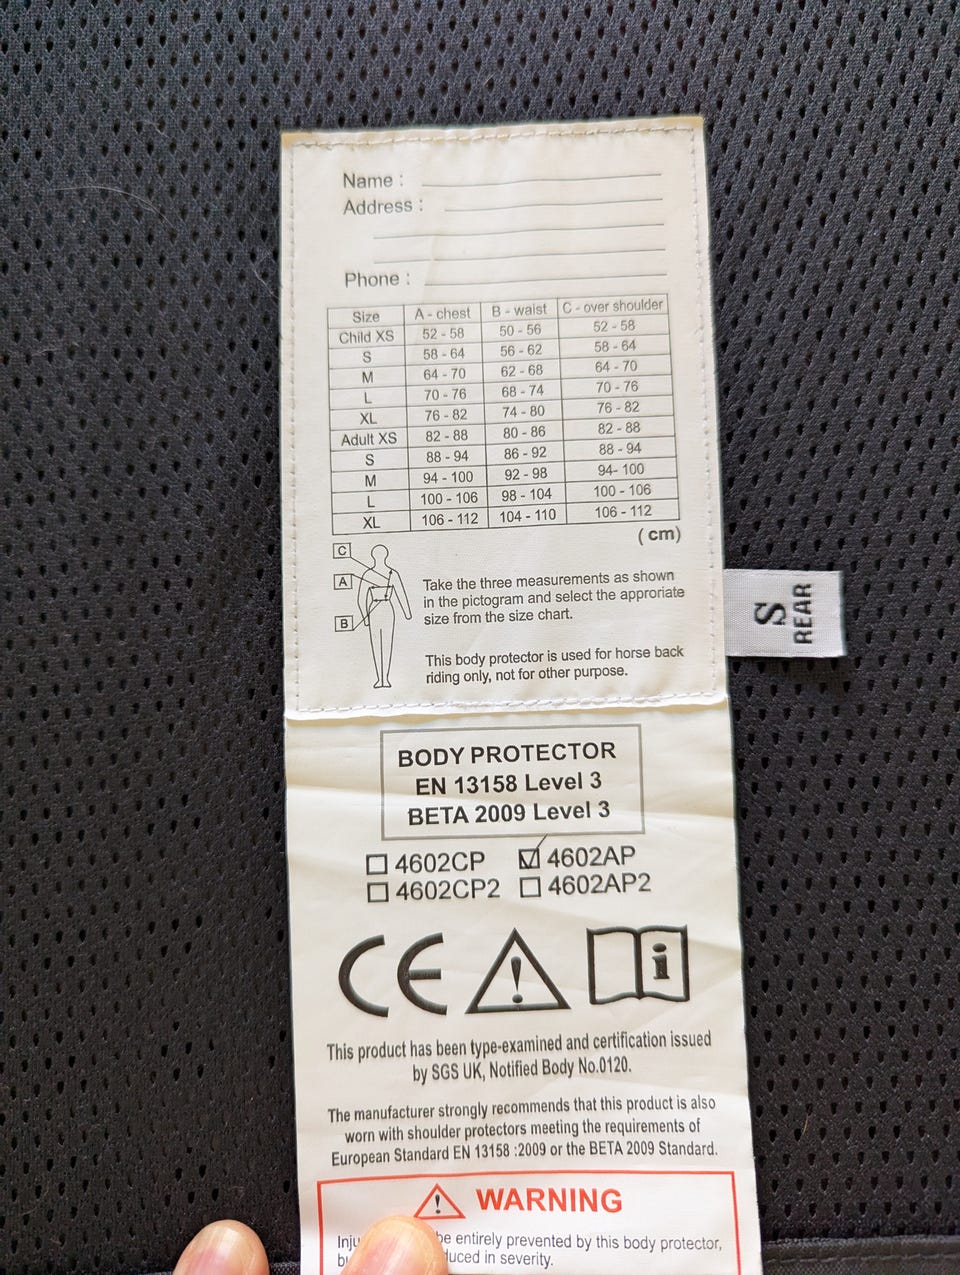 Name :
Address :
Phone :
Size A - chest B - waist C - over shoulder
Child XS 52 - 58 50 - 56 52 - 58
S 58 - 64 56 - 62 58 - 64
M 64 - 70 62 - 68 64 - 70
L 70 - 76 68 - 74 70 - 76
XL 76 - 82 74 - 80 76 - 82
Adult XS 82 - 88 80 - 86 82 - 88
S 88 - 94 86 - 92 88 - 94
M 94 - 100 92 - 98 94- 100
L 100 - 106 98 - 104 100 - 106
XL 106 - 112 104 - 110 106 - 112
( cm)
C
A
B
Take the three measurements as shown
in the pictogram and select the approriate
size from the size chart.
This body protector is used for horse back
riding only, not for other purpose.
S
REAR
BODY PROTECTOR
EN 13158 Level 3
BETA 2009 Level 3
4602CP 4602AP
4602CP2 4602AP2
CE
This product has been type-examined and certification issued
by SGS UK, Notified Body No.0120.
The manufacturer strongly recommends that this product is also
worn with shoulder protectors meeting the requirements of
European Standard EN 13158 :2009 or the BETA 2009 Standard.
WARNING
be entirely prevented by this body protector,
in severity.